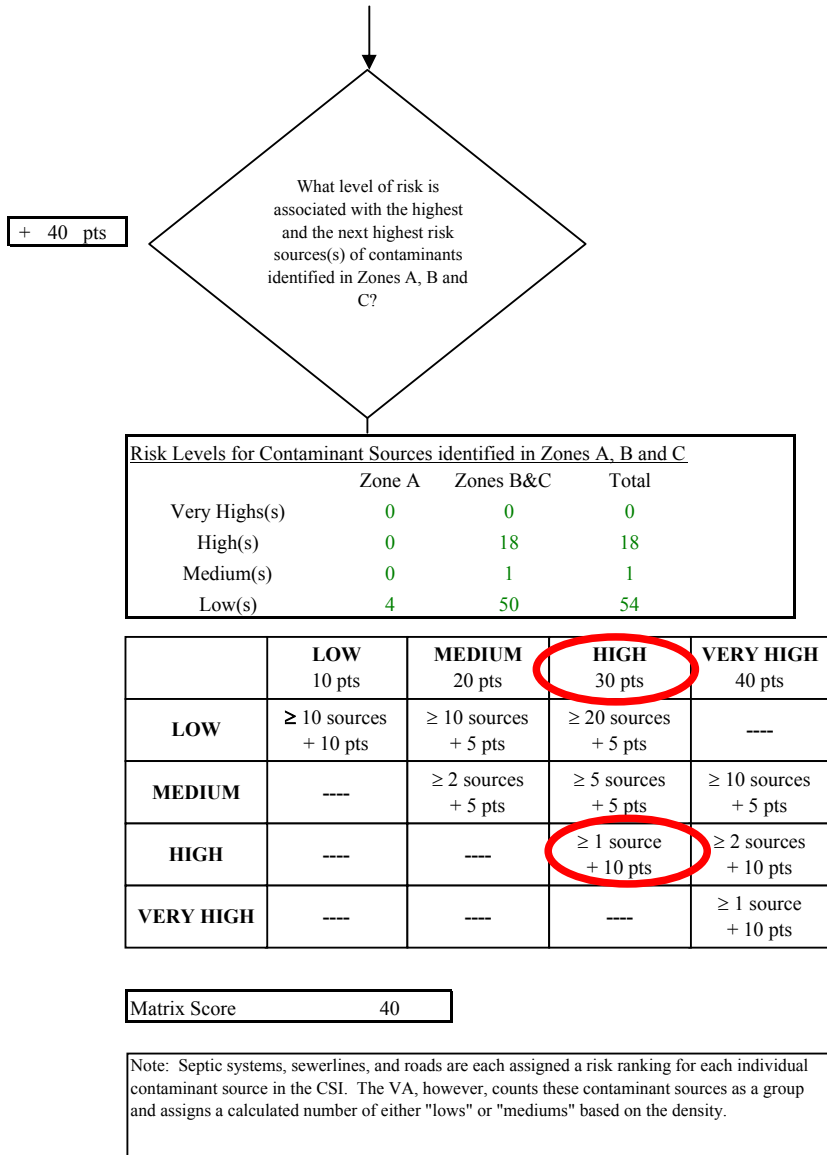 What level of risk is
associated with the highest
and the next highest risk
sources(s) of contaminants
identified in Zones A, B and
C?
+ 40 pts
Risk Levels for Contaminant Sources identified in Zones A, B and C
Zone A Zones B&C Total
Very Highs(s) 0 0 0
High(s) 0 18 18
Medium(s) 0 1 1
Low(s) 4 50 54
LOW MEDIUM HIGH VERY HIGH
10 pts 20 pts 30 pts 40 pts
LOW ≥ 10 sources ≥ 10 sources ≥ 20 sources ----
+ 10 pts + 5 pts + 5 pts
MEDIUM ---- ≥ 2 sources ≥ 5 sources ≥ 10 sources
+ 5 pts + 5 pts + 5 pts
HIGH ---- ---- ≥ 1 source ≥ 2 sources
+ 10 pts + 10 pts
VERY HIGH ---- ---- ---- ≥ 1 source
+ 10 pts
Matrix Score 40
Note: Septic systems, sewerlines, and roads are each assigned a risk ranking for each individual
contaminant source in the CSI. The VA, however, counts these contaminant sources as a group
and assigns a calculated number of either "lows" or "mediums" based on the density.